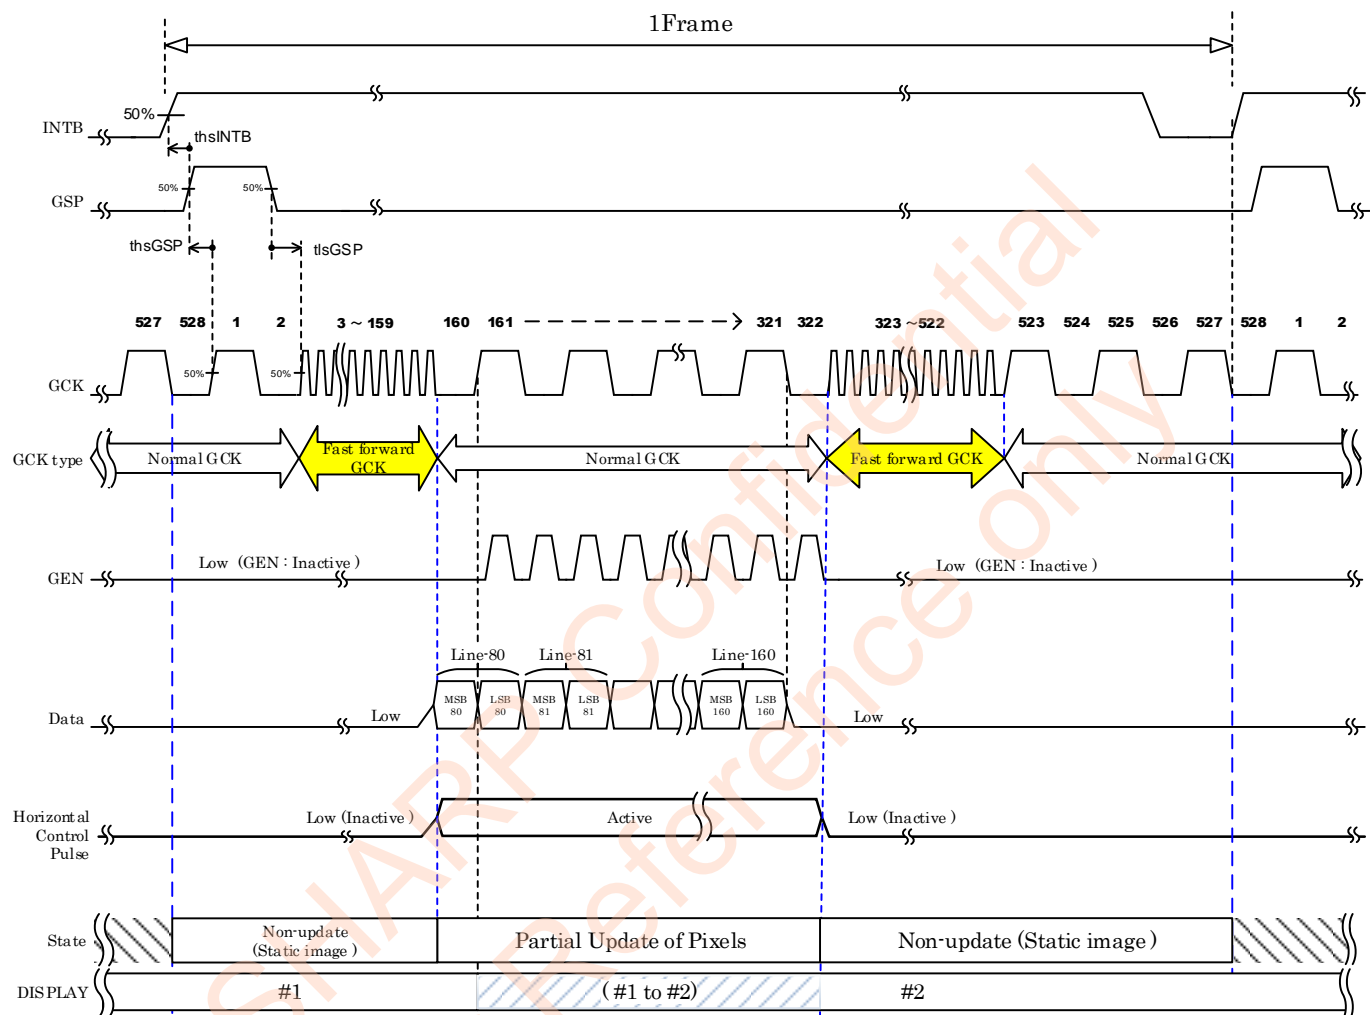 1Frame
50%
INTB
thsINTB
50%
50%
GSP
thsGSP
tlsGSP
527 528 1 2 3 ~ 159 160 161 321 322 323 ~ 522 523 524 525 526 527 528 1 2
50%
50%
GCK
GCK type
Normal GCK
Fast forward
GCK
Normal GCK
Fast forward GCK
Normal GCK
Low (GEN : Inactive )
Low (GEN : Inactive )
GEN
Line-80
Line-81
Line-160
MSB
80
LSB
80
MSB
81
LSB
81
MSB
160
LSB
160
Data
Low
Low
Horizontal
Control
Pulse
Low (Inactive )
Active
Low (Inactive )
State
Non-update
(Static image )
Partial Update of Pixels
Non-update (Static image )
DISPLAY
#1
( #1 to #2)
#2
SHARP Confidential
Reference only